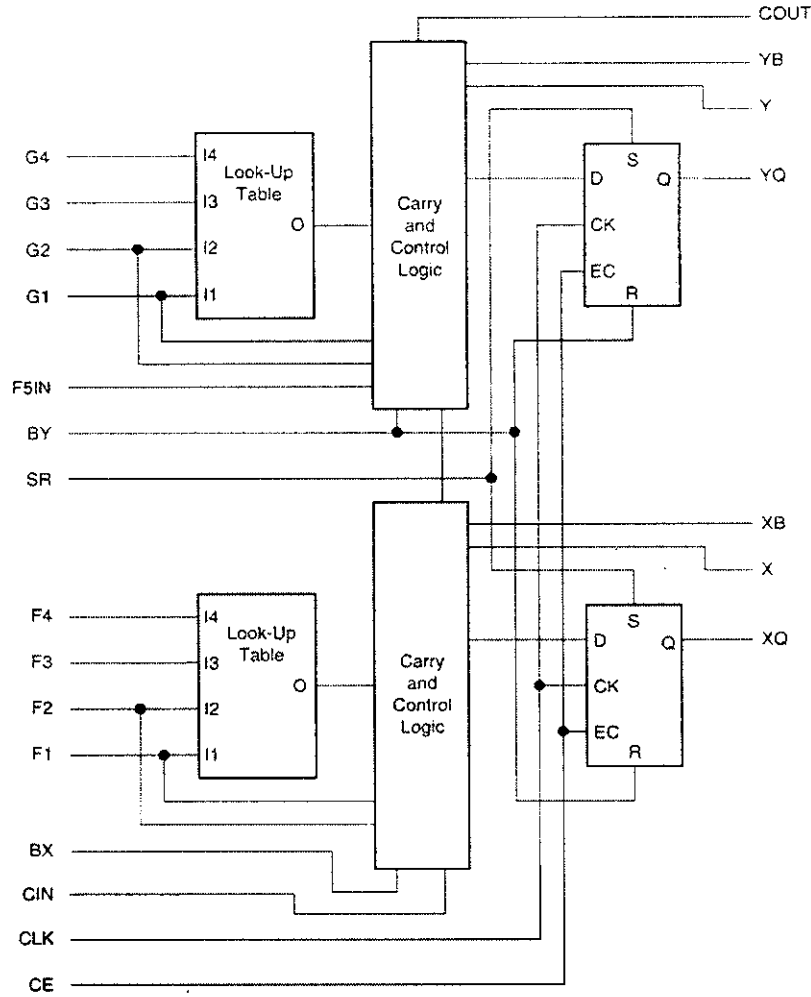 COUT
YB
Y
G4
I4
Look-Up
Table
S
D
Q
YQ
G3
I3
Carry
and
Control
Logic
O
CK
G2
I2
EC
G1
I1
R
F5IN
BY
SR
XB
X
F4
I4
Look-Up
Table
S
D
Q
XQ
F3
I3
Carry
and
Control
Logic
O
CK
F2
I2
EC
F1
I1
R
BX
CIN
CLK
CE